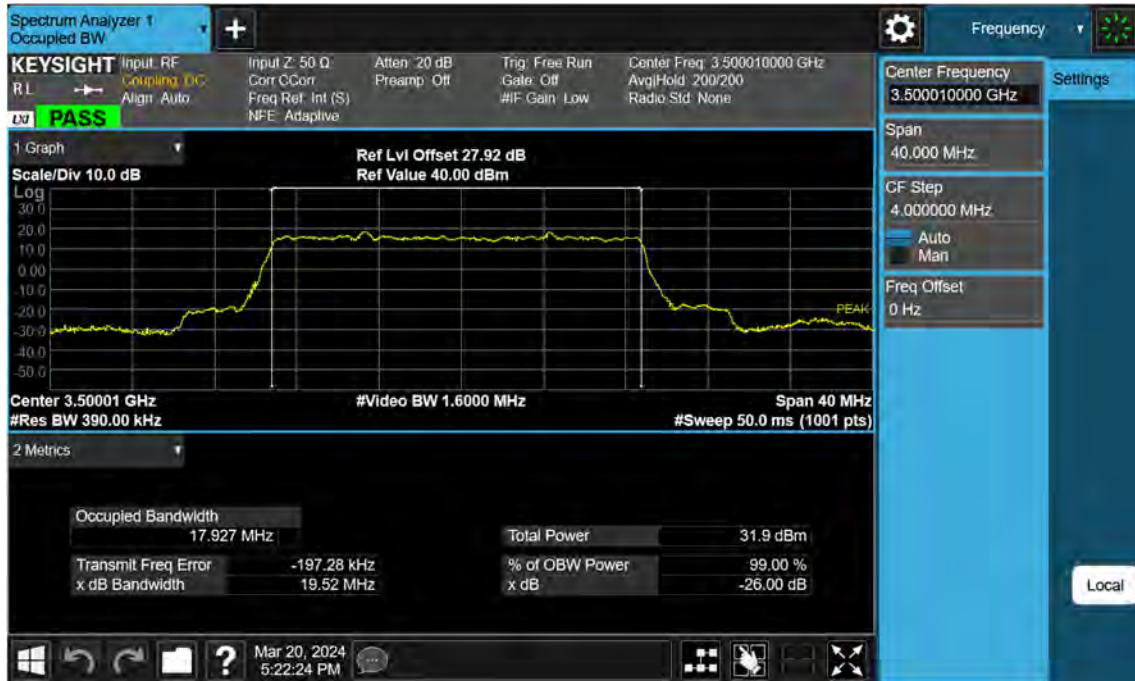 Spectrum Analyzer 1
Occupied BW
+
Frequency
KEYSIGHT
RL
LXI PASS
Input: RF
Coupling: DC
Align: Auto
Input Z: 50 Ω
Corr CCorr
Freq Ref: Int (S)
NFE: Adaptive
Atten: 20 dB
Preamp: Off
Trig: Free Run
Gate: Off
#IF Gain: Low
Center Freq: 3.500010000 GHz
Avg|Hold: 200/200
Radio Std: None
1 Graph
Scale/Div 10.0 dB
Ref Lvl Offset 27.92 dB
Ref Value 40.00 dBm
Log
30.0
20.0
10.0
0.00
-10.0
-20.0
-30.0
-40.0
-50.0
PEAK
Center 3.50001 GHz
#Video BW 1.6000 MHz
Span 40 MHz
#Res BW 390.00 kHz
#Sweep 50.0 ms (1001 pts)
2 Metrics
Occupied Bandwidth
17.927 MHz
Total Power 31.9 dBm
Transmit Freq Error -197.28 kHz
% of OBW Power 99.00 %
x dB Bandwidth 19.52 MHz
x dB -26.00 dB
?
Mar 20, 2024
5:22:24 PM
Center Frequency
3.500010000 GHz
Settings
Span
40.000 MHz
CF Step
4.000000 MHz
Auto
Man
Freq Offset
0 Hz
Local